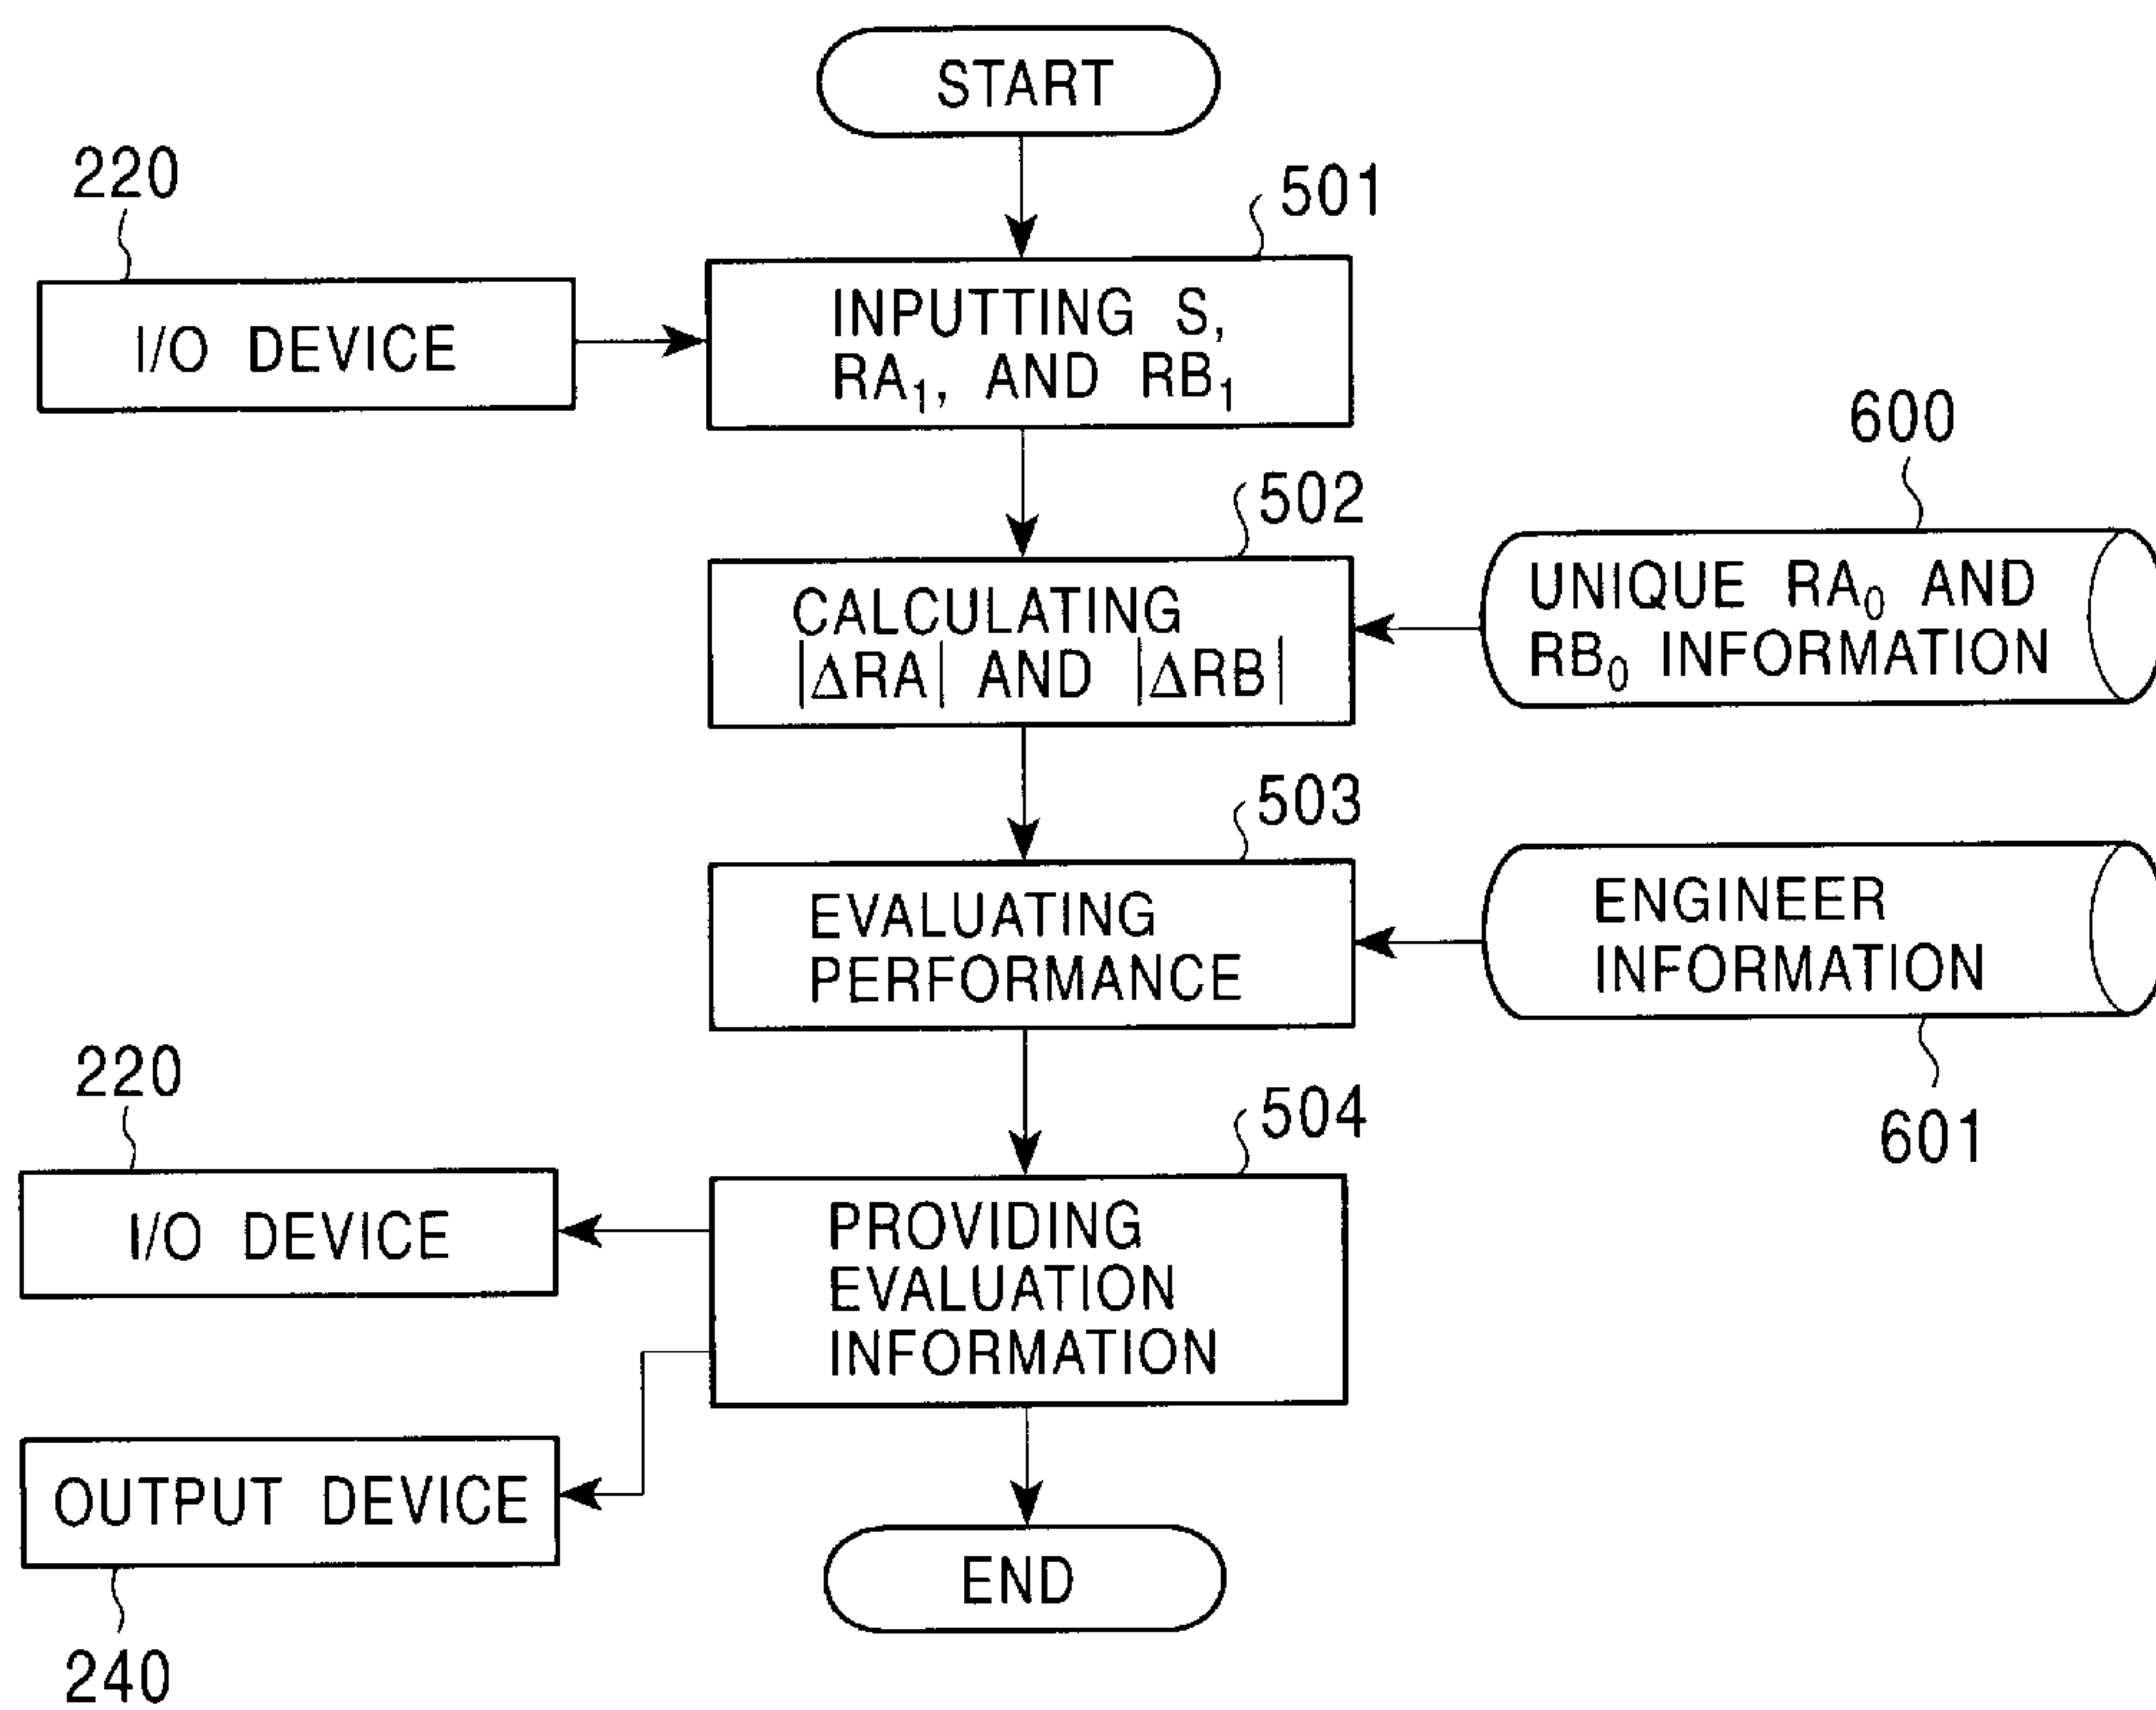 START
220
501
I/O DEVICE
INPUTTING S,
RA₁, AND RB₁
600
502
CALCULATING
|ΔRA| AND |ΔRB|
UNIQUE RA₀ AND
RB₀ INFORMATION
503
EVALUATING
PERFORMANCE
ENGINEER
INFORMATION
601
220
504
I/O DEVICE
PROVIDING
EVALUATION
INFORMATION
OUTPUT DEVICE
240
END